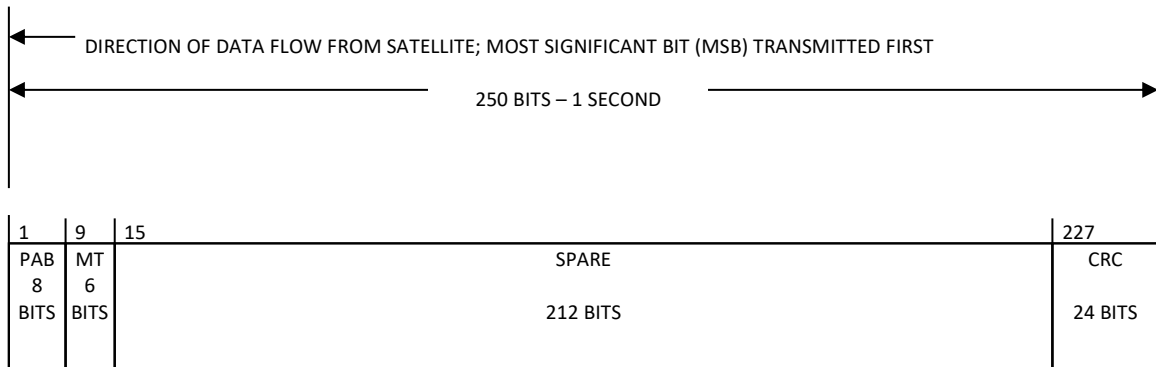 DIRECTION OF DATA FLOW FROM SATELLITE; MOST SIGNIFICANT BIT (MSB) TRANSMITTED FIRST
250 BITS – 1 SECOND
1 9 15 227
PAB MT SPARE CRC
8 6
BITS BITS 212 BITS 24 BITS